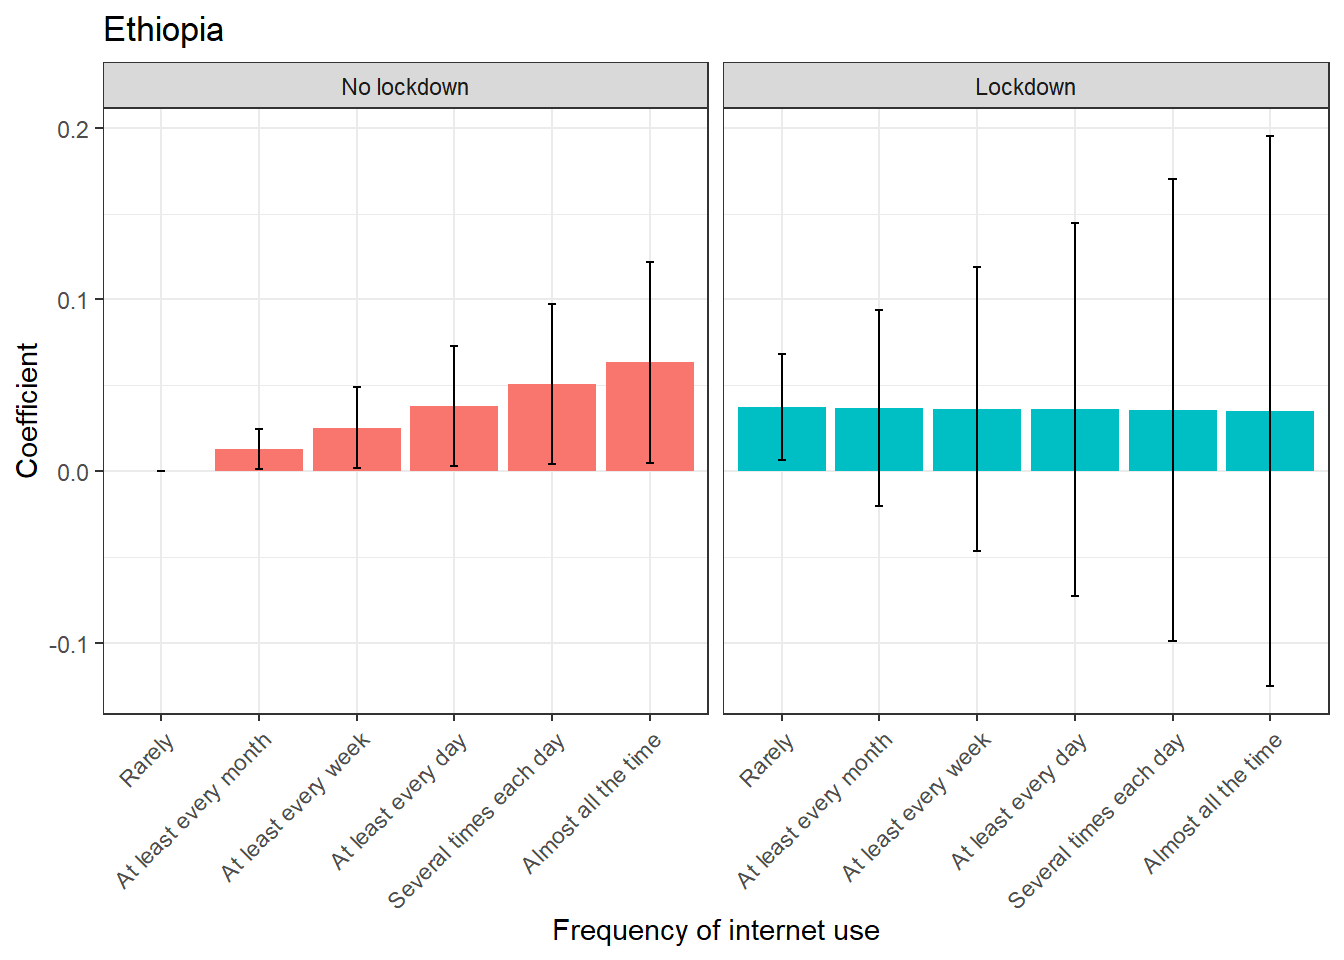 Ethiopia
No lockdown
Lockdown
Coefficient
0.2
0.1
0.0
-0.1
Rarely
At least every month
At least every week
At least every day
Several times each day
Almost all the time
Rarely
At least every month
At least every week
At least every day
Several times each day
Almost all the time
Frequency of internet use